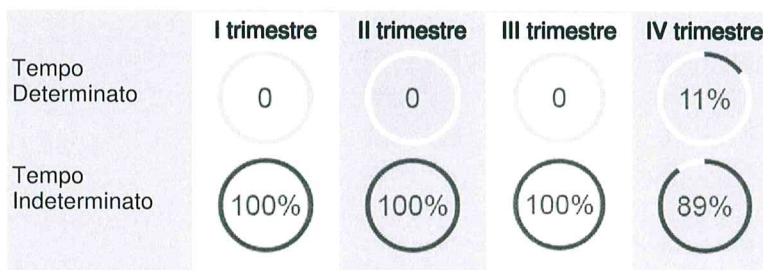 I trimestre II trimestre III trimestre IV trimestre
Tempo
Determinato
0 0 0 11%
Tempo
Indeterminato
100% 100% 100% 89%